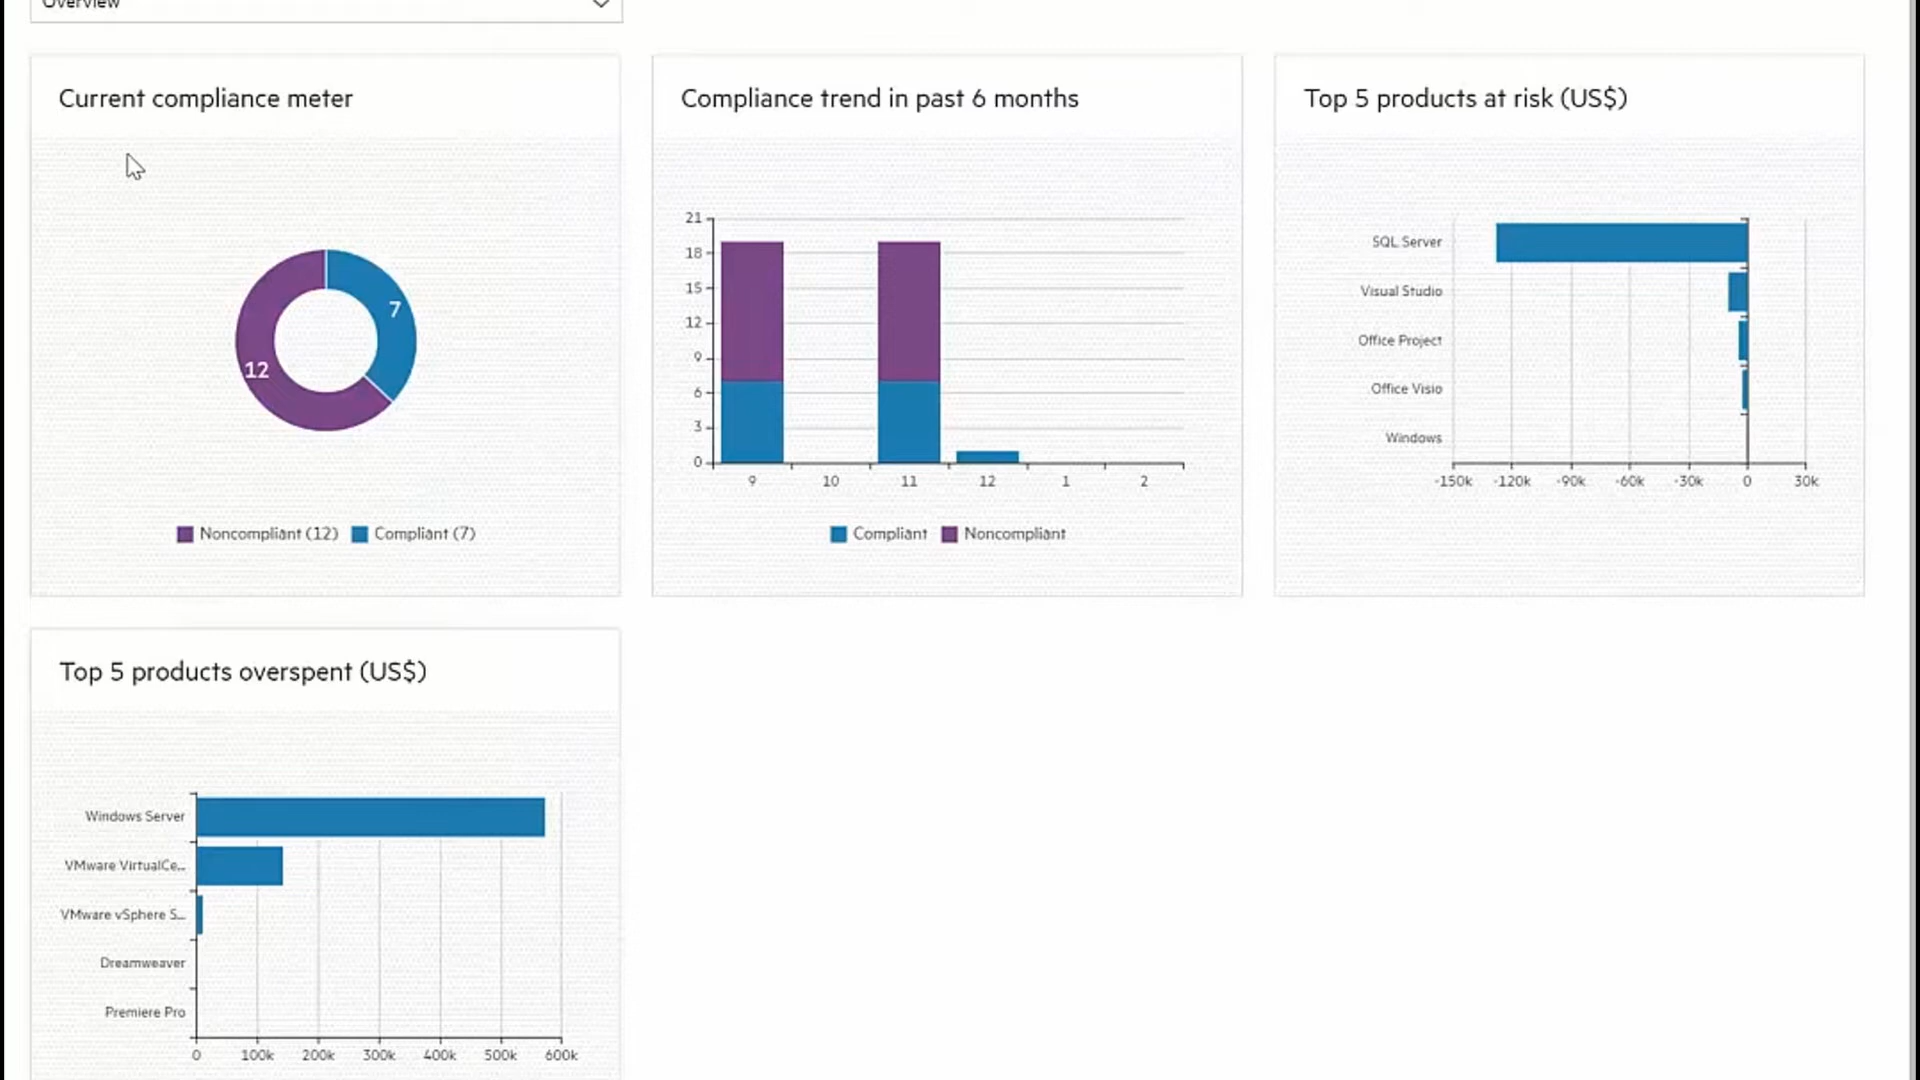 Overview
Current compliance meter
7
12
Noncompliant (12) Compliant (7)
Compliance trend in past 6 months
21
18
15
12
9
6
3
0
9 10 11 12 1 2
Compliant Noncompliant
Top 5 products at risk (US$)
SQL Server
Visual Studio
Office Project
Office Visio
Windows
-150k -120k -90k -60k -30k 0 30k
Top 5 products overspent (US$)
Windows Server
VMware VirtualCe...
VMware vSphere S...
Dreamweaver
Premiere Pro
0 100k 200k 300k 400k 500k 600k